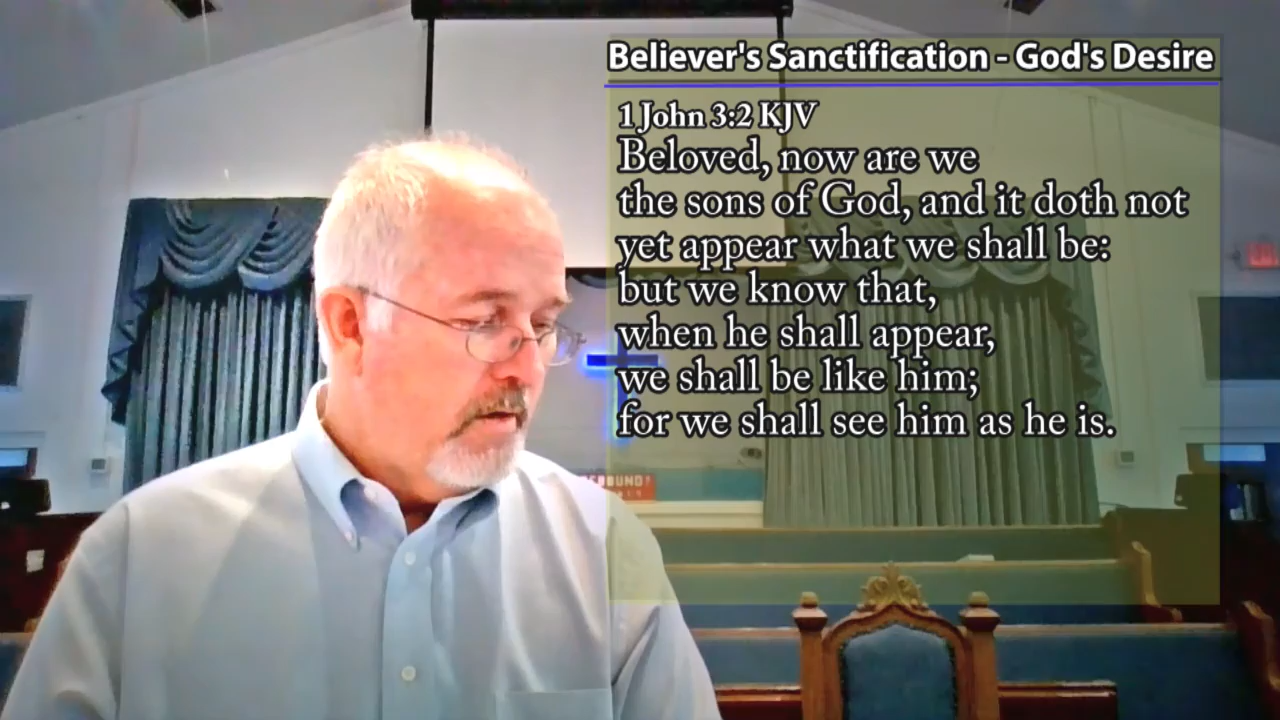 Believer's Sanctification - God's Desire
1 John 3:2 KJV
Beloved, now are we
the sons of God, and it doth not
yet appear what we shall be:
but we know that,
when he shall appear,
we shall be like him;
for we shall see him as he is.